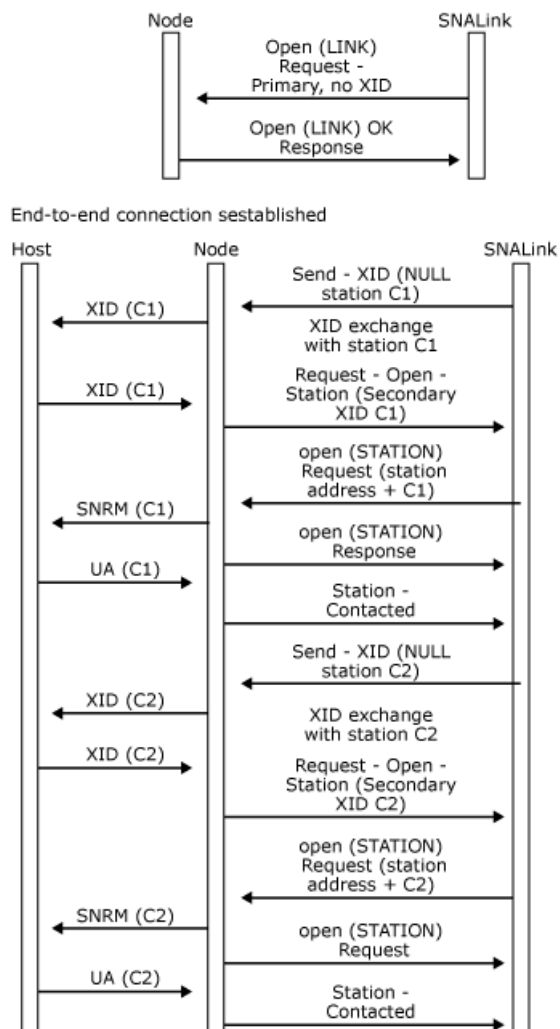 Node
SNALink
Open (LINK)
Request -
Primary, no XID
Open (LINK) OK
Response
End-to-end connection sestablished
Host
Node
SNALink
Send - XID (NULL
station C1)
XID (C1)
XID exchange
with station C1
XID (C1)
Request - Open -
Station (Secondary
XID C1)
open (STATION)
Request (station
address + C1)
SNRM (C1)
open (STATION)
Response
UA (C1)
Station -
Contacted
Send - XID (NULL
station C2)
XID (C2)
XID exchange
with station C2
XID (C2)
Request - Open -
Station (Secondary
XID C2)
open (STATION)
Request (station
address + C2)
SNRM (C2)
open (STATION)
Request
UA (C2)
Station -
Contacted